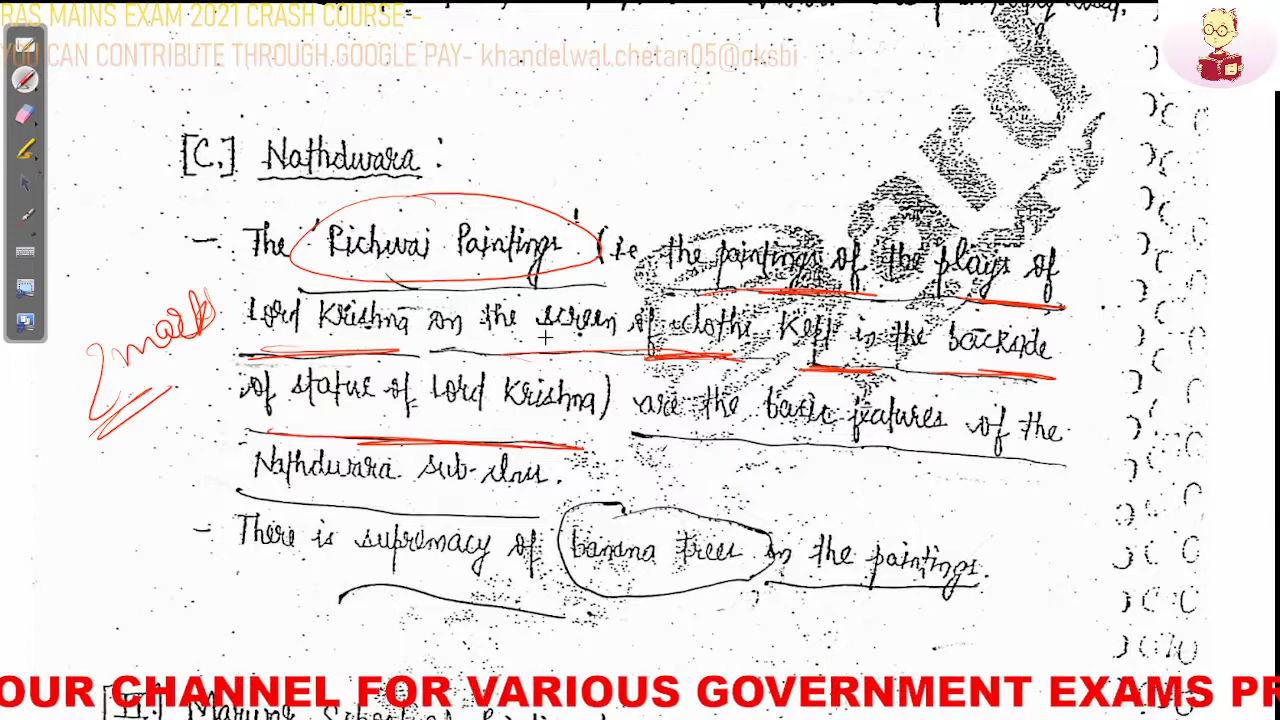 RAS MAINS EXAM 2021 CRASH COURSE -
YOU CAN CONTRIBUTE THROUGH GOOGLE PAY- khandelwal.chetan05@oksbi
[C.] Nathdwara :
- The 'Pichwai Paintings' (i.e the paintings of the plays of
Lord Krishna on the screen of cloths kept in the backside
2 marks
of statue of Lord Krishna) are the basic features of the
Nathdwara sub-class.
- There is supremacy of banana trees in the paintings.
OUR CHANNEL FOR VARIOUS GOVERNMENT EXAMS PR